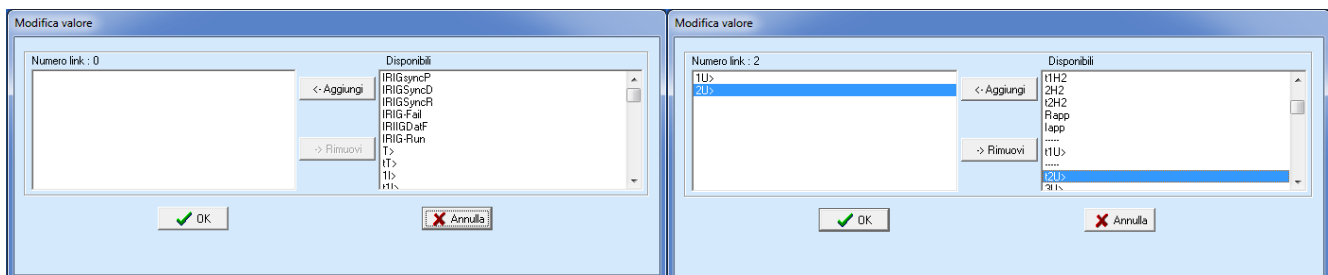 Modifica valore
Numero link : 0
Disponibili
<- Aggiungi
-> Rimuovi
IRIGsyncP
IRIGSyncD
IRIGSyncR
IRIG-Fail
IRIIGDatF
IRIG-Run
T>
tT>
1I>
t1I>
OK
Annulla
Modifica valore
Numero link : 2
1U>
2U>
<- Aggiungi
-> Rimuovi
Disponibili
t1H2
2H2
t2H2
Rapp
Iapp
-----
t1U>
-----
t2U>
3U>
OK
Annulla